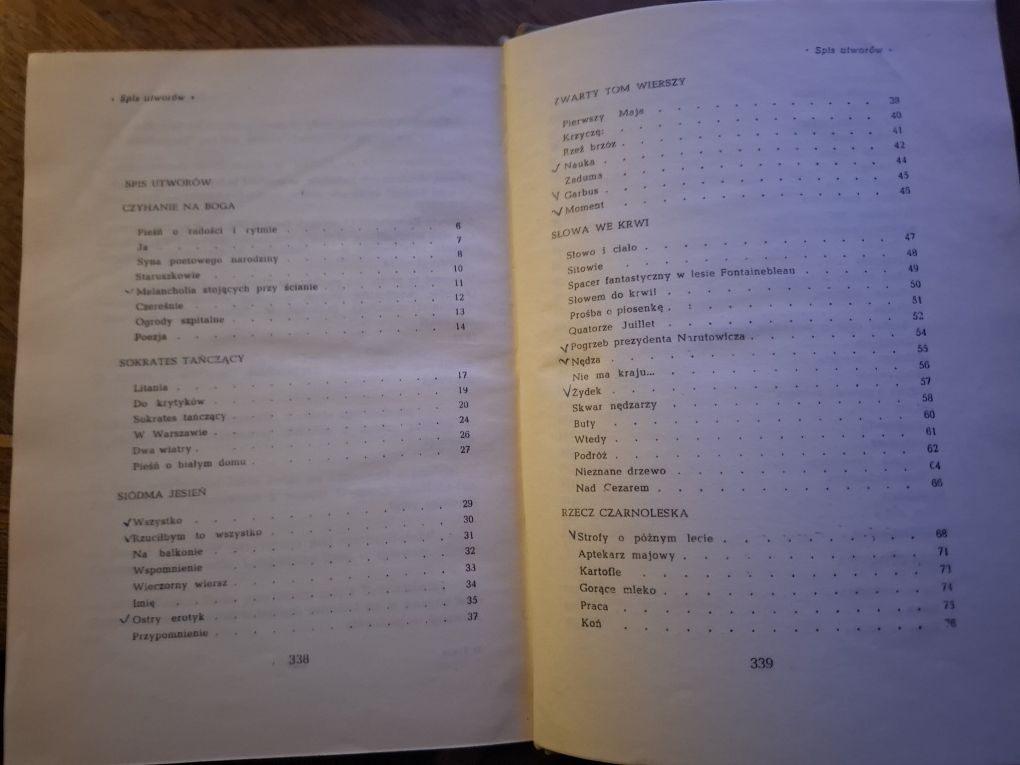 • Spis utworów •
SPIS UTWORÓW
CZYHANIE NA BOGA
Pieśń o radości i rytmie . . . . . . 6
Ja . . . . . . 7
Syna poetowego narodziny . . . . . . 8
Staruszkowie . . . . . . 10
Melancholia stojących przy ścianie . . . . . . 11
Czereśnie . . . . . . 12
Ogrody szpitalne . . . . . . 13
Poezja . . . . . . 14
SOKRATES TAŃCZĄCY
Litania . . . . . . 17
Do krytyków . . . . . . 19
Sokrates tańczący . . . . . . 20
W Warszawie . . . . . . 24
Dwa wiatry . . . . . . 26
Pieśń o białym domu . . . . . . 27
SIÓDMA JESIEŃ
Wszystko . . . . . . 29
Rzuciłbym to wszystko . . . . . . 30
Na balkonie . . . . . . 31
Wspomnienie . . . . . . 32
Wieczorny wiersz . . . . . . 33
Imię . . . . . . 34
Ostry erotyk . . . . . . 35
Przypomnienie . . . . . . 37
338
• Spis utworów •
ZWARTY TOM WIERSZY
Pierwszy Maja . . . . . . 39
Krzyczę: . . . . . . 40
Rzeź brzóz . . . . . . 41
Nauka . . . . . . 42
Zaduma . . . . . . 44
Garbus . . . . . . 45
Moment . . . . . . 46
SŁOWA WE KRWI
Słowo i ciało . . . . . . 47
Sitowie . . . . . . 48
Spacer fantastyczny w lesie Fontainebleau . . . . . . 49
Słowem do krwi! . . . . . . 50
Prośba o piosenkę . . . . . . 51
Quatorze Juillet . . . . . . 52
Pogrzeb prezydenta Narutowicza . . . . . . 54
Nędza . . . . . . 55
Nie ma kraju... . . . . . . 56
Żydek . . . . . . 57
Skwar nędzarzy . . . . . . 58
Buty . . . . . . 60
Wtedy . . . . . . 61
Podróż . . . . . . 62
Nieznane drzewo . . . . . . 64
Nad Cezarem . . . . . . 66
RZECZ CZARNOLESKA
Strofy o późnym lecie . . . . . . 68
Aptekarz majowy . . . . . . 71
Kartofle . . . . . . 73
Gorące mleko . . . . . . 74
Praca . . . . . . 75
Koń . . . . . . 76
339